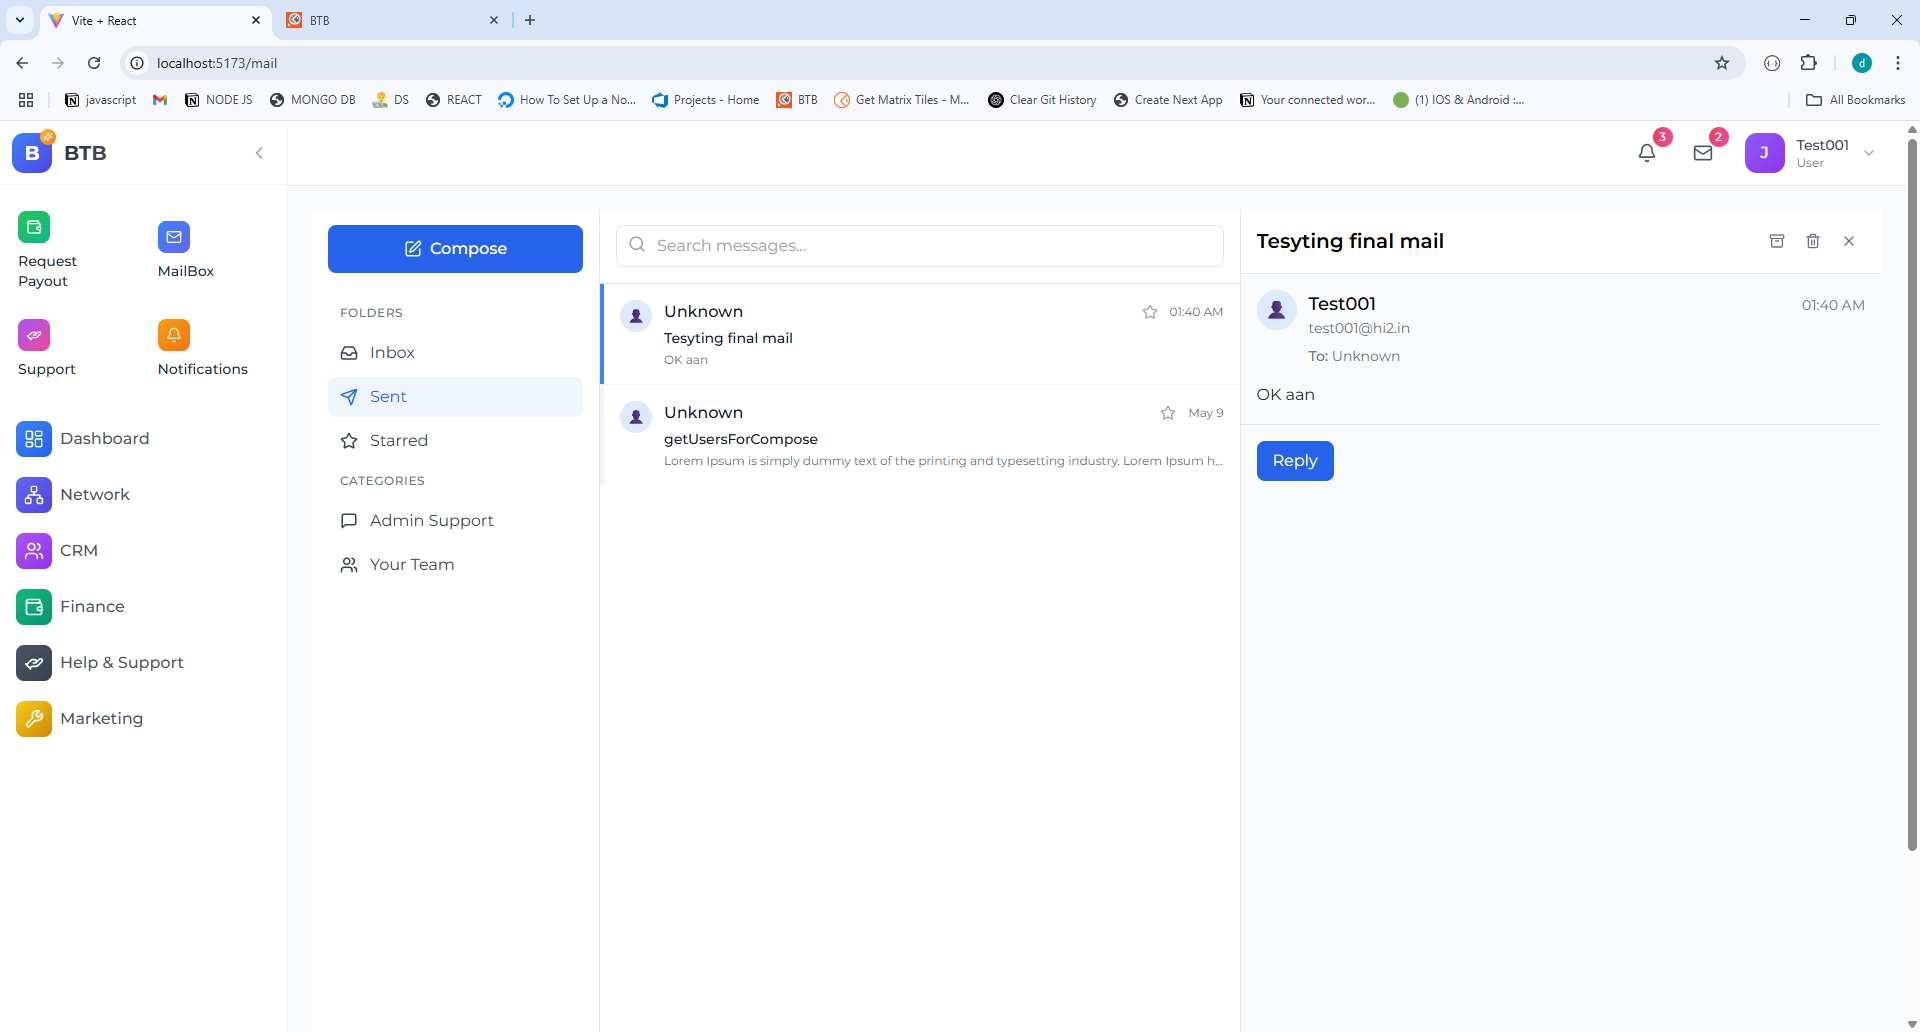 Vite + React
BTB
localhost:5173/mail
d
javascript
NODE JS
MONGO DB
DS
REACT
How To Set Up a No...
Projects - Home
BTB
Get Matrix Tiles - M...
Clear Git History
Create Next App
Your connected wor...
(1) IOS & Android :...
All Bookmarks
B
BTB
3
2
J
Test001
User
Request
Payout
MailBox
Support
Notifications
Dashboard
Network
CRM
Finance
Help & Support
Marketing
Compose
FOLDERS
Inbox
Sent
Starred
CATEGORIES
Admin Support
Your Team
Search messages...
Unknown
01:40 AM
Tesyting final mail
OK aan
Unknown
May 9
getUsersForCompose
Lorem Ipsum is simply dummy text of the printing and typesetting industry. Lorem Ipsum h...
Tesyting final mail
Test001
01:40 AM
test001@hi2.in
To: Unknown
OK aan
Reply